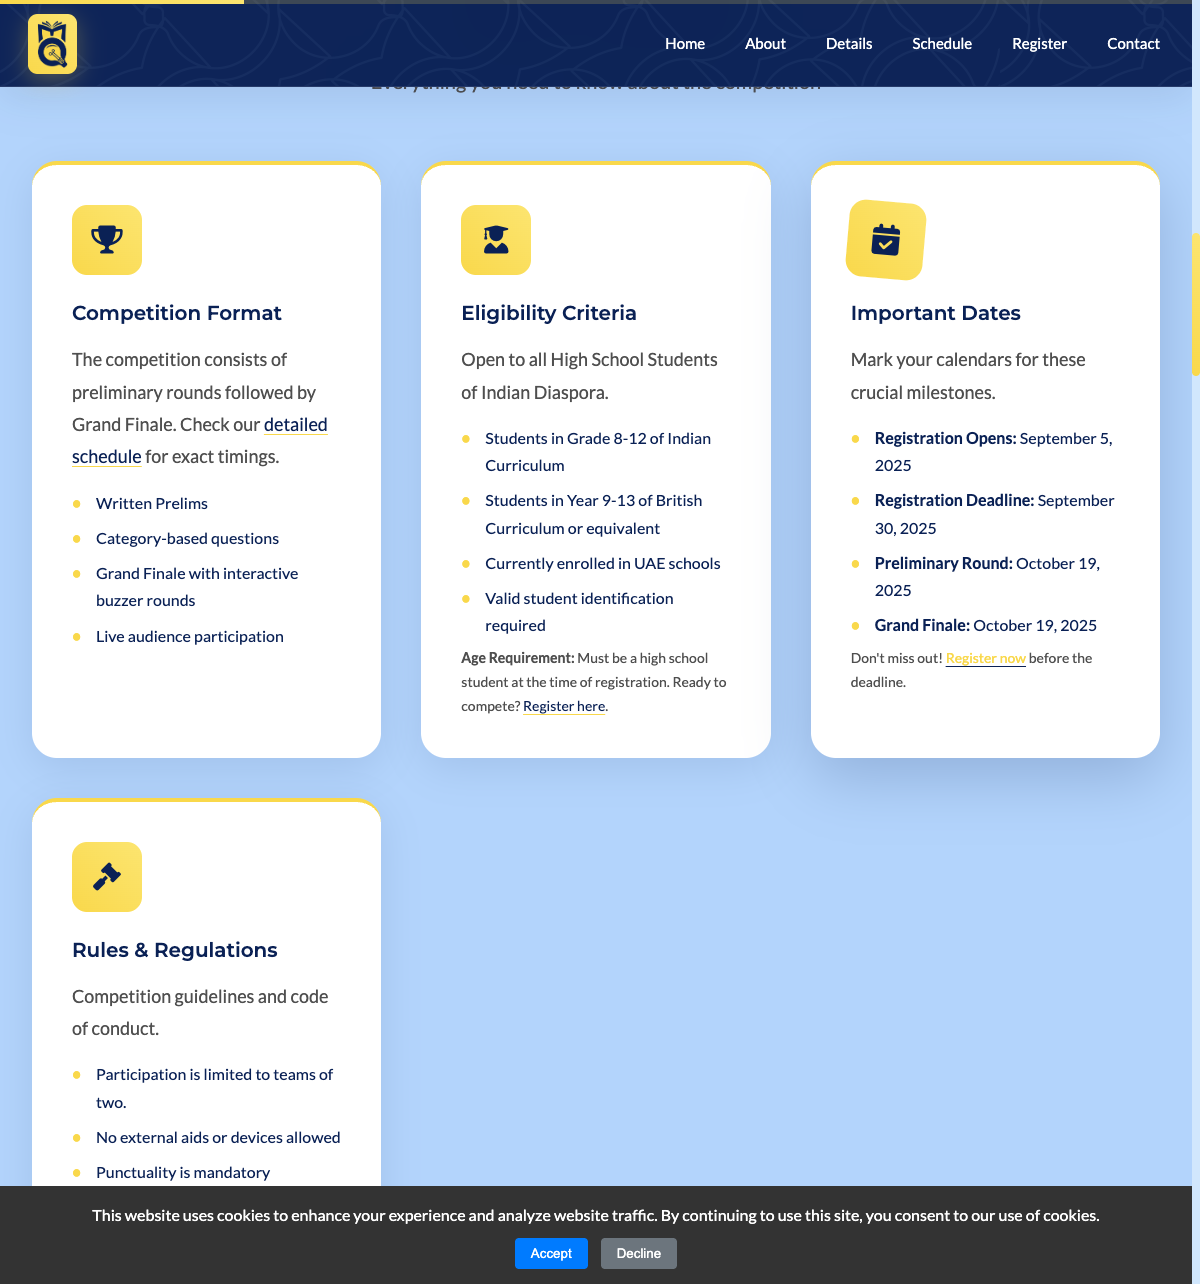 Home
About
Details
Schedule
Register
Contact
Everything you need to know about the competition
Competition Format
The competition consists of
preliminary rounds followed by
Grand Finale. Check our detailed
schedule for exact timings.
Written Prelims
Category-based questions
Grand Finale with interactive
buzzer rounds
Live audience participation
Eligibility Criteria
Open to all High School Students
of Indian Diaspora.
Students in Grade 8-12 of Indian
Curriculum
Students in Year 9-13 of British
Curriculum or equivalent
Currently enrolled in UAE schools
Valid student identification
required
Age Requirement: Must be a high school
student at the time of registration. Ready to
compete? Register here.
Important Dates
Mark your calendars for these
crucial milestones.
Registration Opens: September 5,
2025
Registration Deadline: September
30, 2025
Preliminary Round: October 19,
2025
Grand Finale: October 19, 2025
Don't miss out! Register now before the
deadline.
Rules & Regulations
Competition guidelines and code
of conduct.
Participation is limited to teams of
two.
No external aids or devices allowed
Punctuality is mandatory
This website uses cookies to enhance your experience and analyze website traffic. By continuing to use this site, you consent to our use of cookies.
Accept
Decline